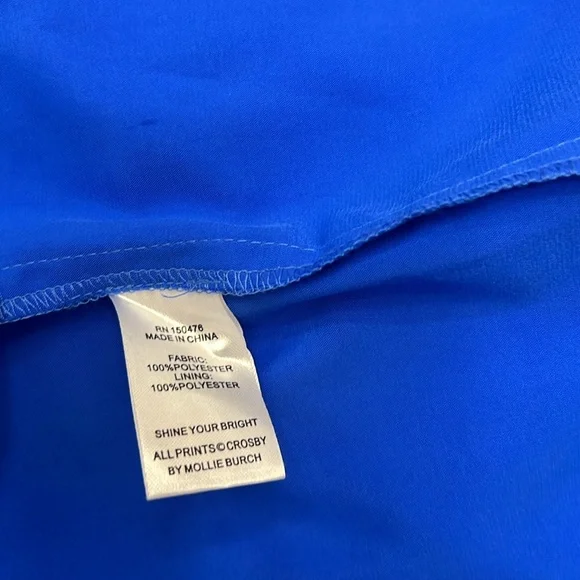 RN 150476
MADE IN CHINA
FABRIC:
100%POLYESTER
LINING:
100%POLYESTER
SHINE YOUR BRIGHT
ALL PRINTS©CROSBY
BY MOLLIE BURCH